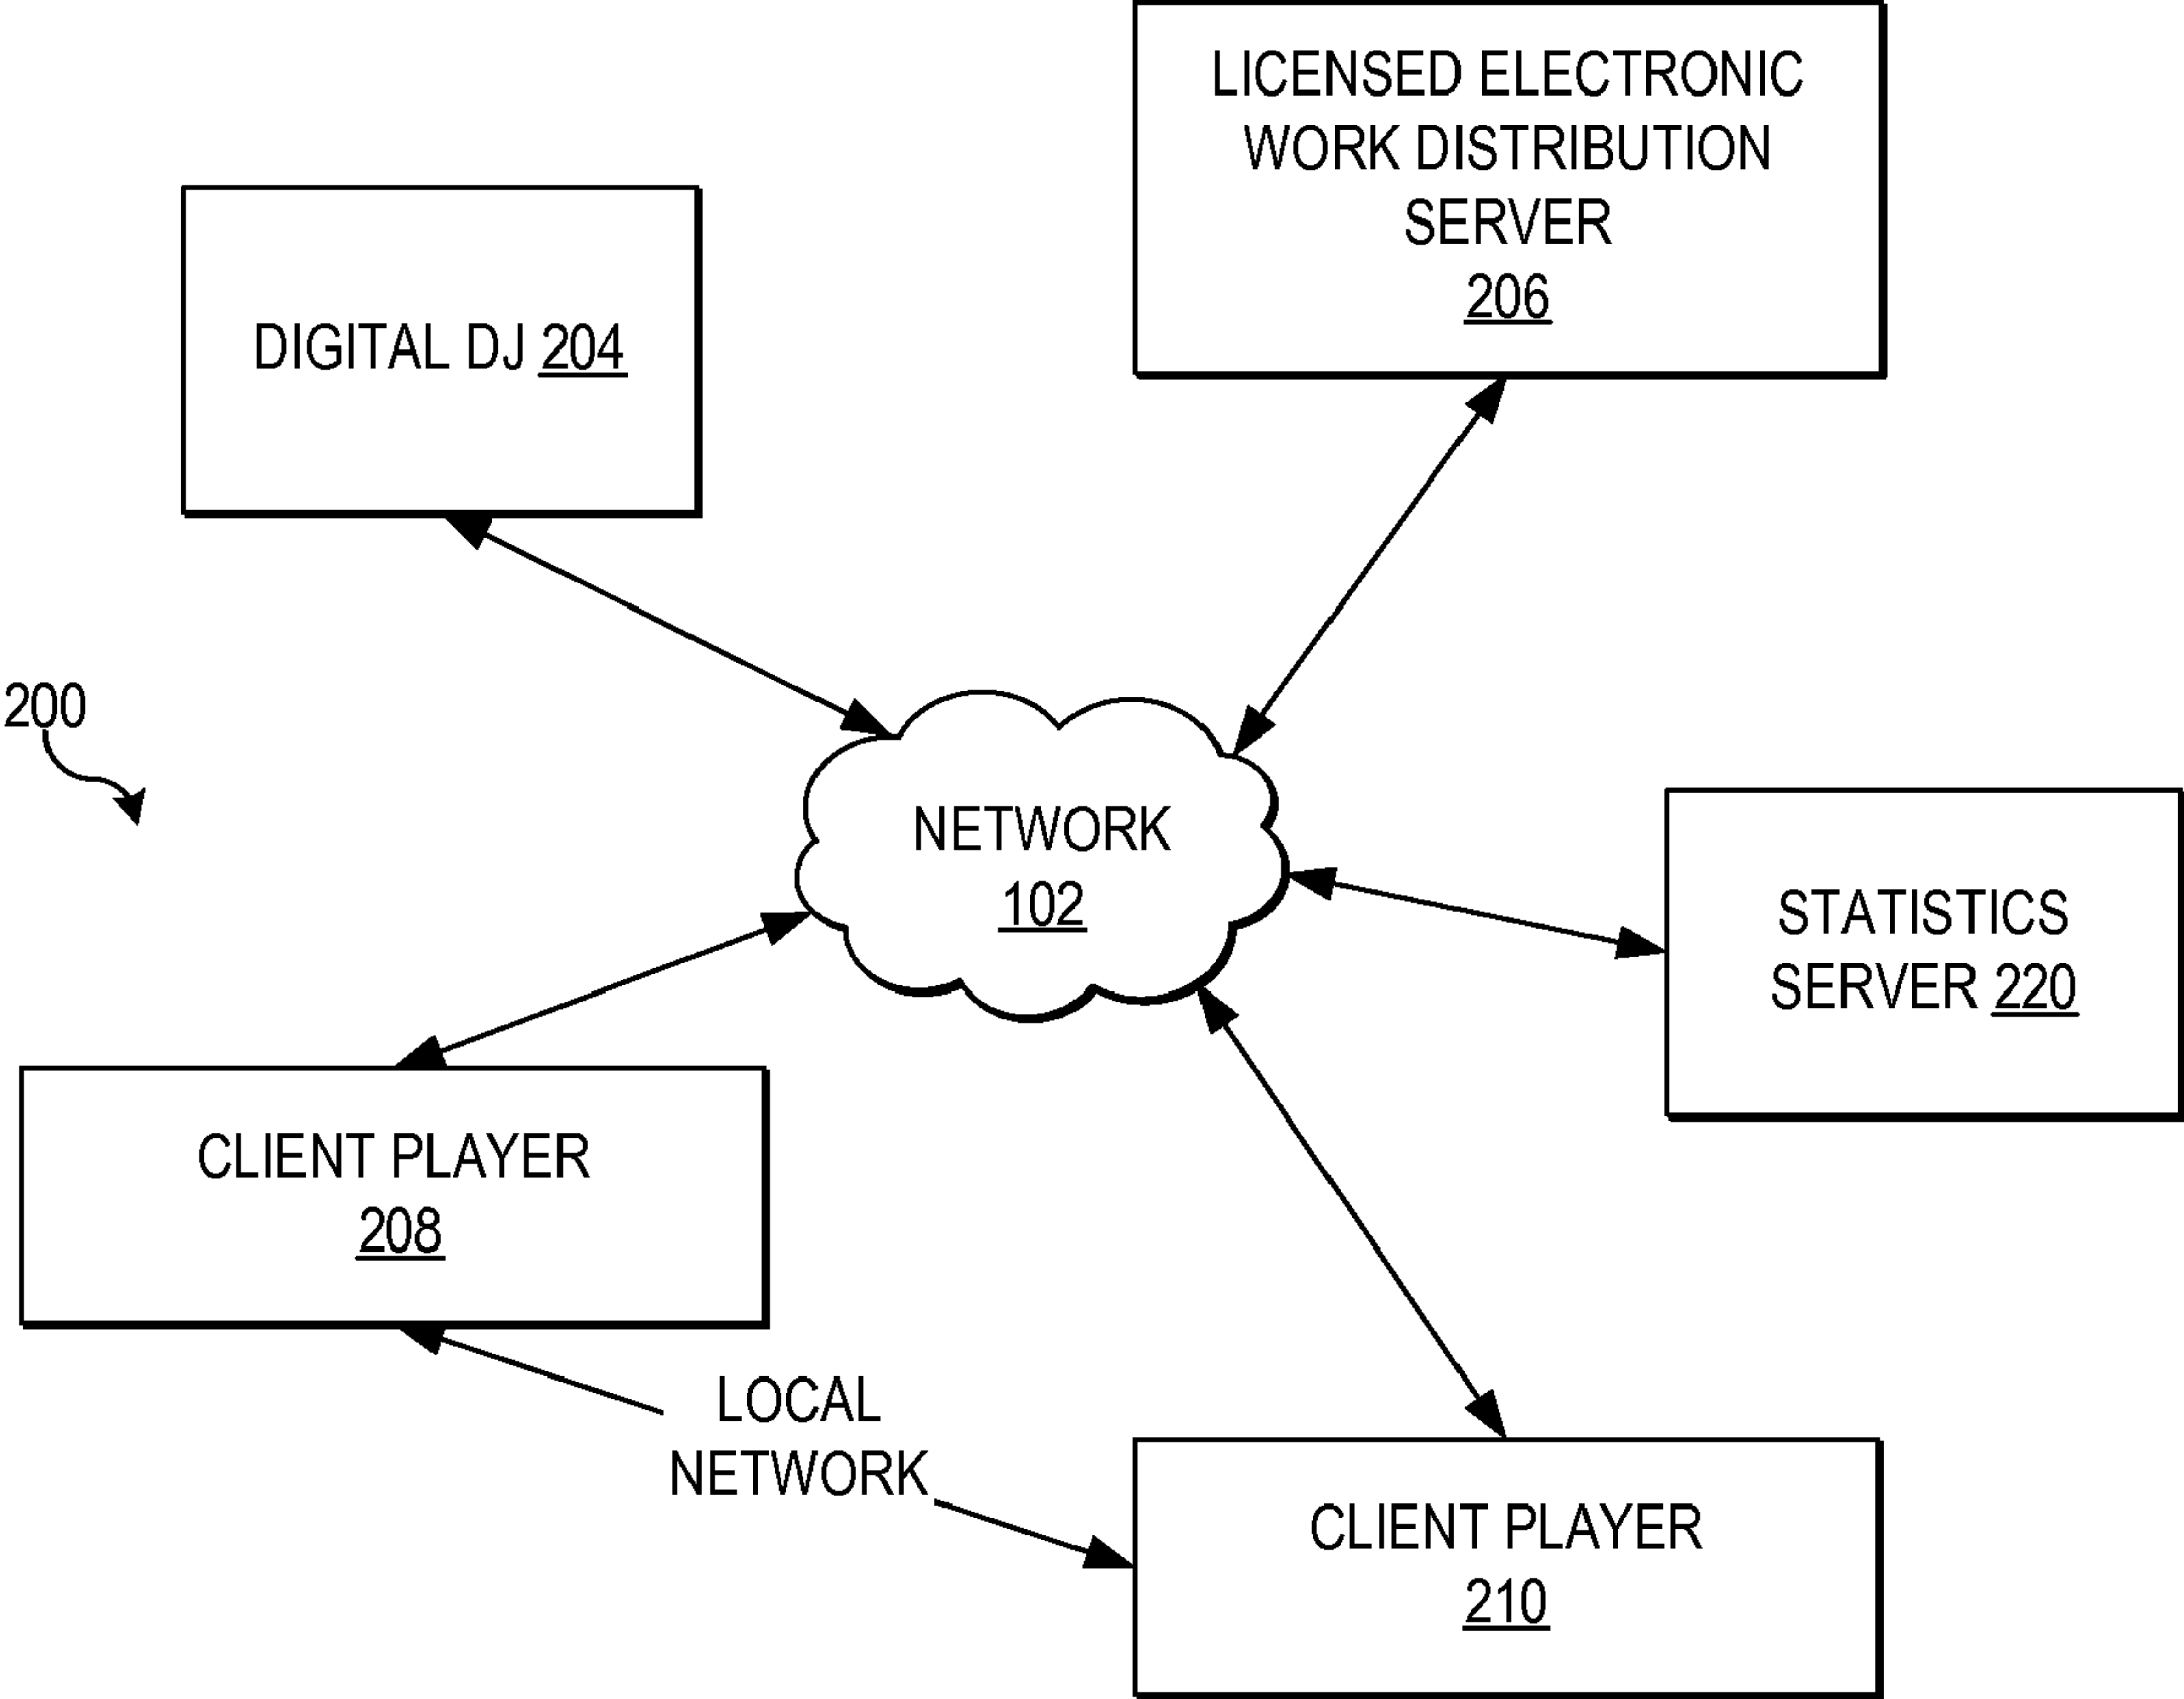 LICENSED ELECTRONIC
WORK DISTRIBUTION
SERVER
206
DIGITAL DJ 204
200
NETWORK
102
STATISTICS
SERVER 220
CLIENT PLAYER
208
LOCAL
NETWORK
CLIENT PLAYER
210